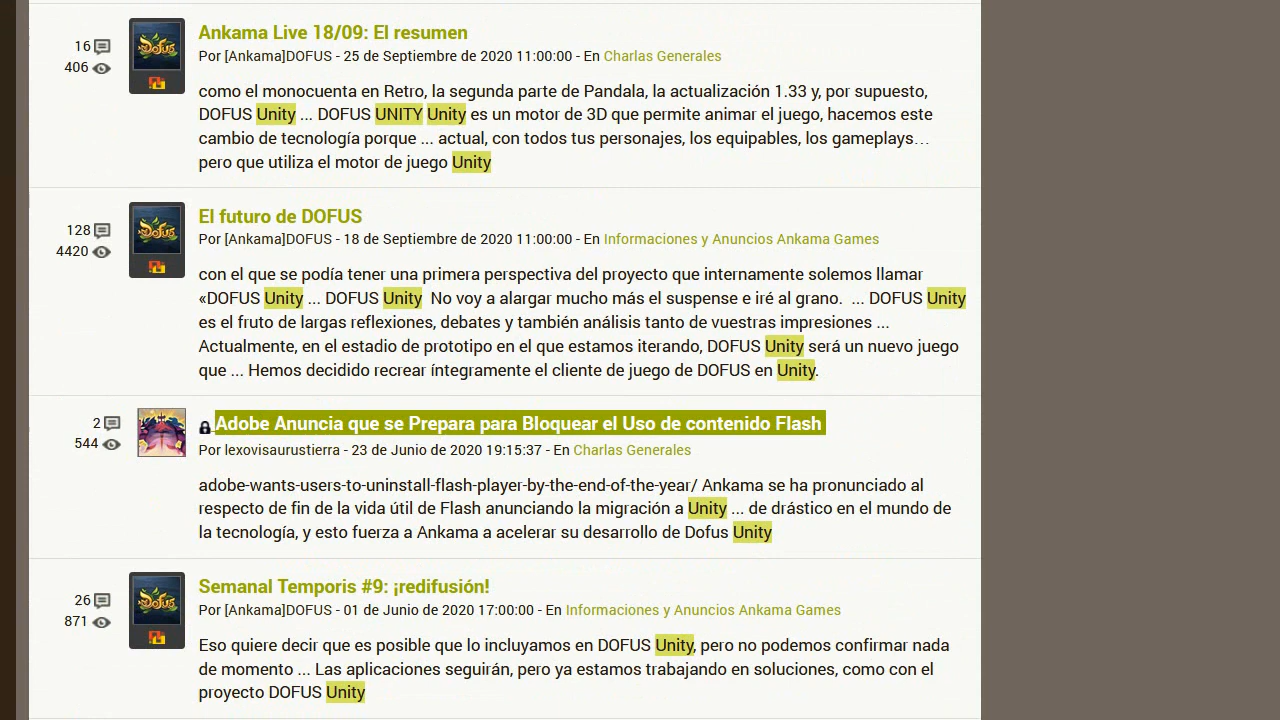 16
406
Ankama Live 18/09: El resumen
Por [Ankama]DOFUS - 25 de Septiembre de 2020 11:00:00 - En Charlas Generales
como el monocuenta en Retro, la segunda parte de Pandala, la actualización 1.33 y, por supuesto,
DOFUS Unity ... DOFUS UNITY Unity es un motor de 3D que permite animar el juego, hacemos este
cambio de tecnología porque ... actual, con todos tus personajes, los equipables, los gameplays…
pero que utiliza el motor de juego Unity
128
4420
El futuro de DOFUS
Por [Ankama]DOFUS - 18 de Septiembre de 2020 11:00:00 - En Informaciones y Anuncios Ankama Games
con el que se podía tener una primera perspectiva del proyecto que internamente solemos llamar
«DOFUS Unity ... DOFUS Unity No voy a alargar mucho más el suspense e iré al grano. ... DOFUS Unity
es el fruto de largas reflexiones, debates y también análisis tanto de vuestras impresiones ...
Actualmente, en el estadio de prototipo en el que estamos iterando, DOFUS Unity será un nuevo juego
que ... Hemos decidido recrear íntegramente el cliente de juego de DOFUS en Unity.
2
544
Adobe Anuncia que se Prepara para Bloquear el Uso de contenido Flash
Por lexovisaurustierra - 23 de Junio de 2020 19:15:37 - En Charlas Generales
adobe-wants-users-to-uninstall-flash-player-by-the-end-of-the-year/ Ankama se ha pronunciado al
respecto de fin de la vida útil de Flash anunciando la migración a Unity ... de drástico en el mundo de
la tecnología, y esto fuerza a Ankama a acelerar su desarrollo de Dofus Unity
26
871
Semanal Temporis #9: ¡redifusión!
Por [Ankama]DOFUS - 01 de Junio de 2020 17:00:00 - En Informaciones y Anuncios Ankama Games
Eso quiere decir que es posible que lo incluyamos en DOFUS Unity, pero no podemos confirmar nada
de momento ... Las aplicaciones seguirán, pero ya estamos trabajando en soluciones, como con el
proyecto DOFUS Unity